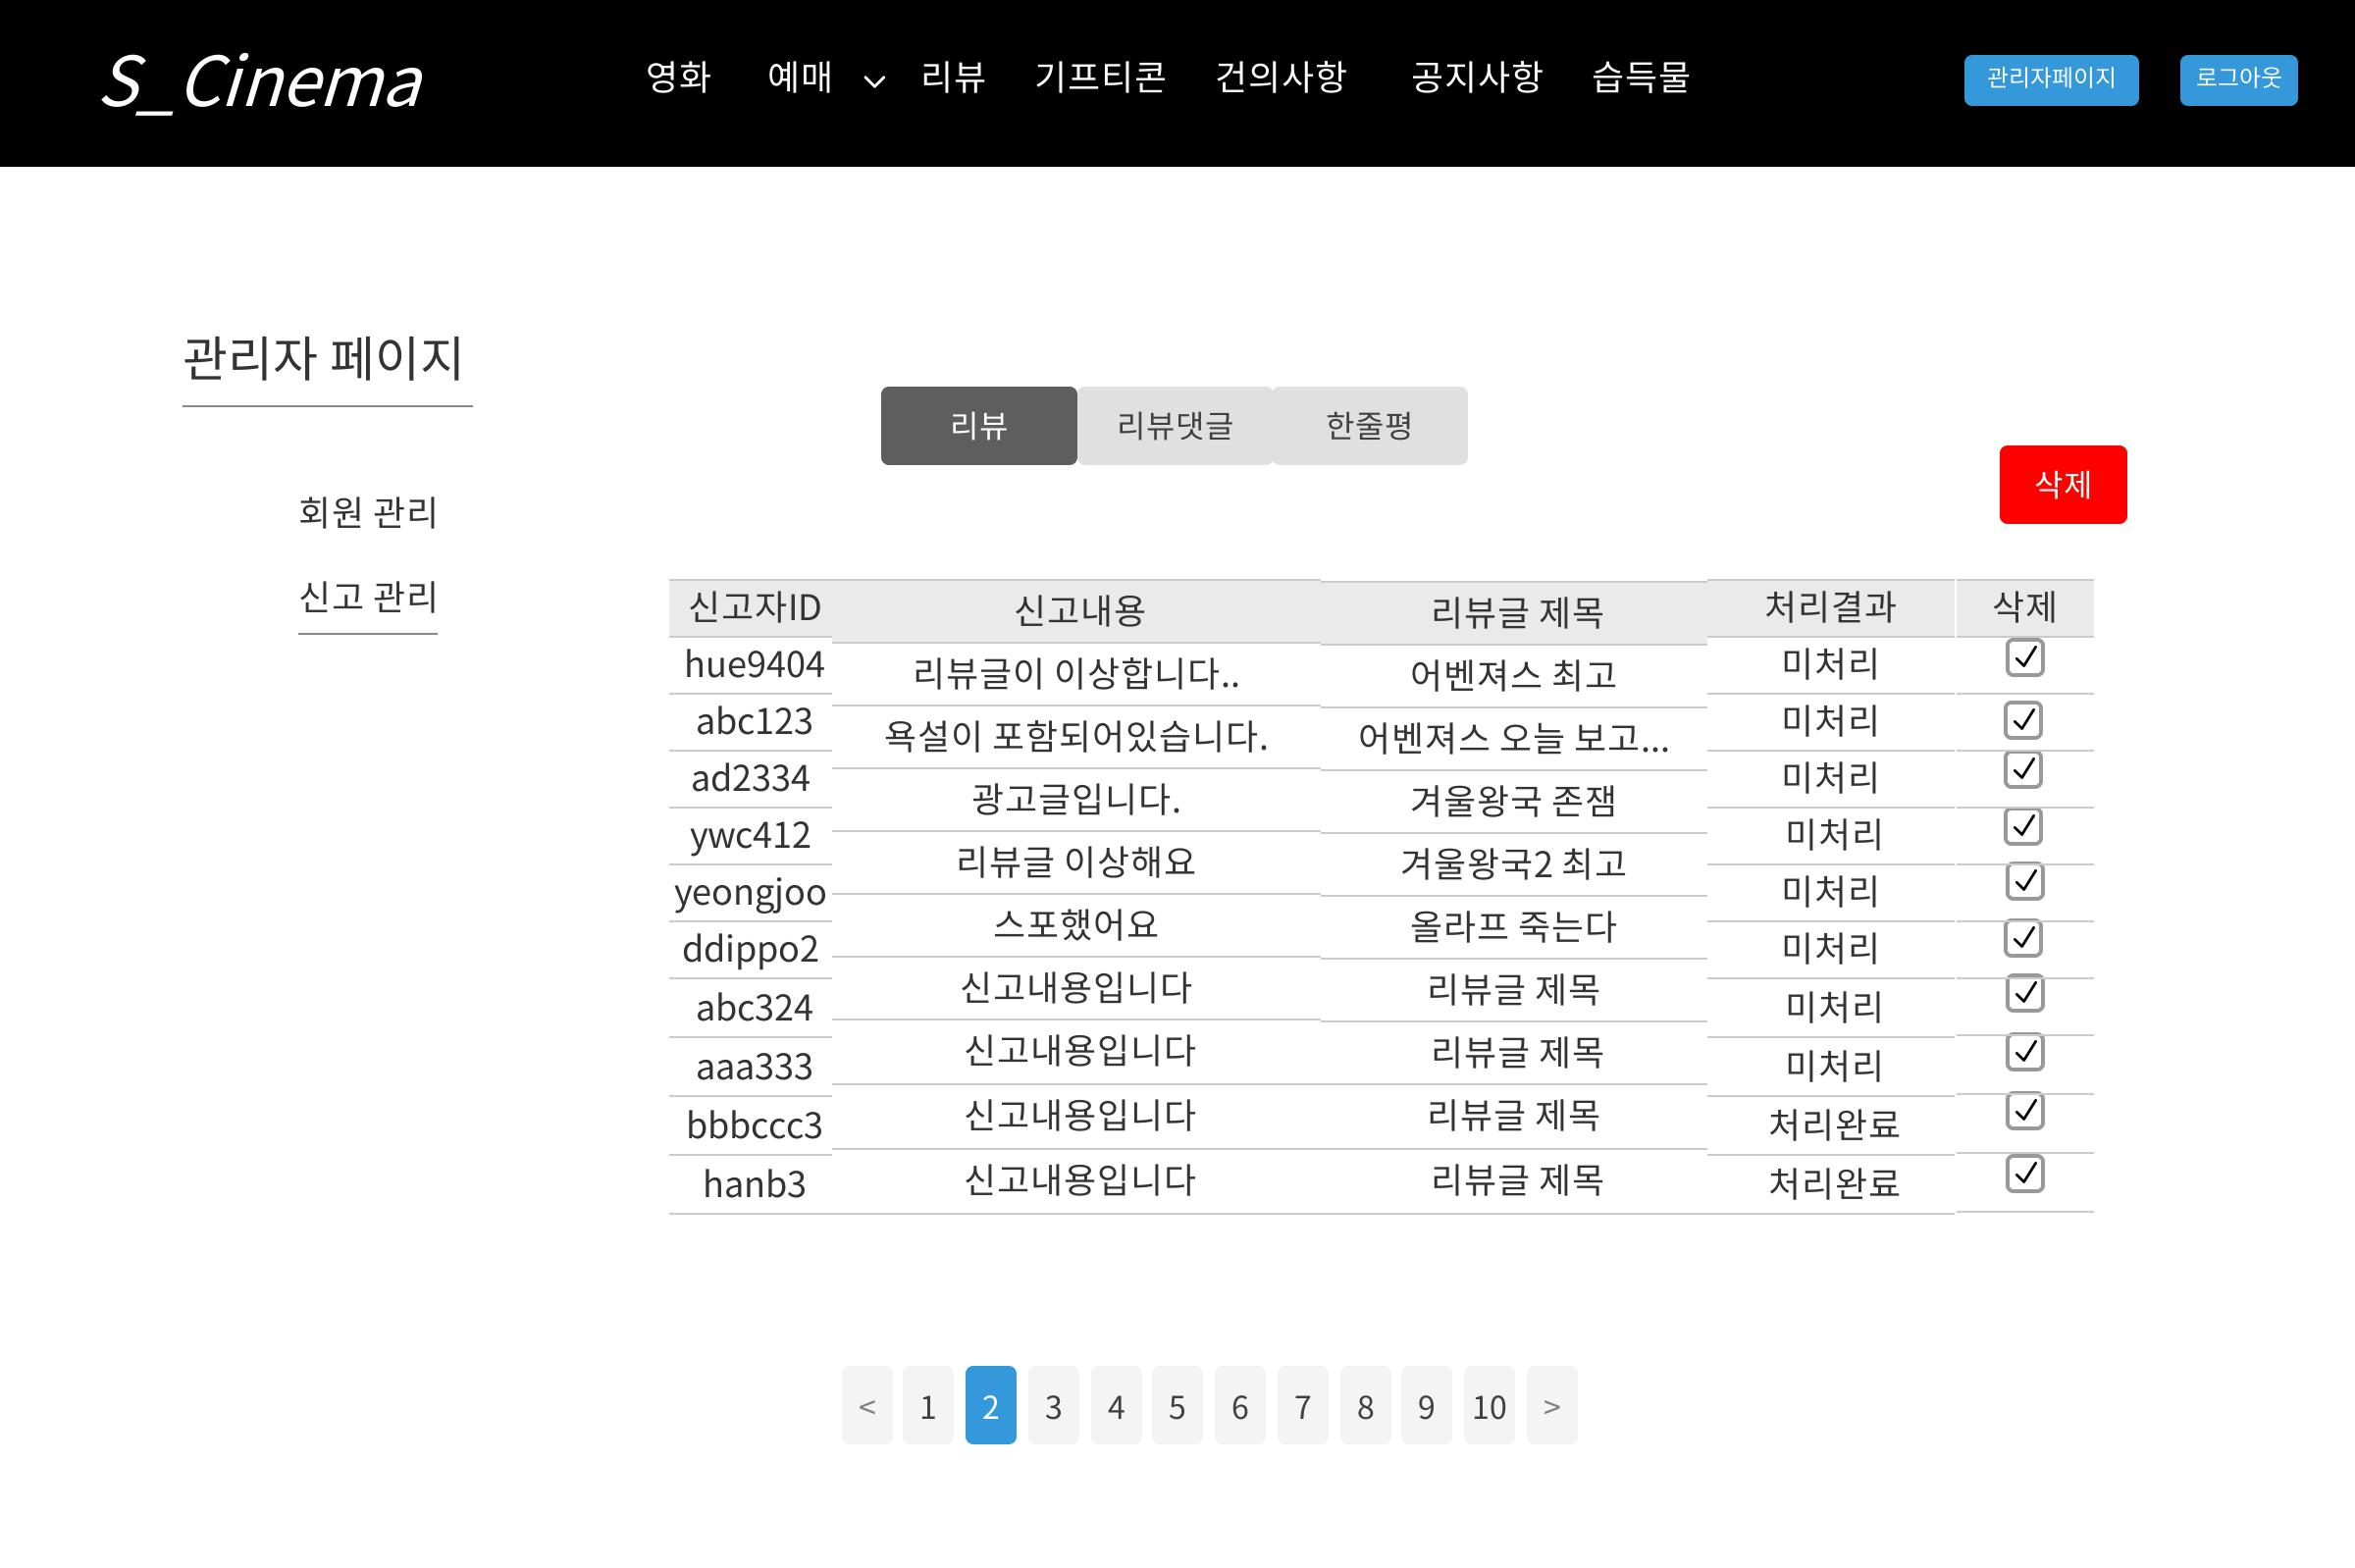 S_Cinema 영화 예매 리뷰 기프티콘 건의사항 공지사항 습득물 관리자페이지 로그아웃
관리자 페이지
회원 관리
신고 관리
리뷰 리뷰댓글 한줄평
삭제
신고자ID 신고내용 리뷰글 제목 처리결과 삭제
hue9404 리뷰글이 이상합니다.. 어벤져스 최고 미처리
abc123 욕설이 포함되어있습니다. 어벤져스 오늘 보고... 미처리
ad2334 광고글입니다. 겨울왕국 존잼 미처리
ywc412 리뷰글 이상해요 겨울왕국2 최고 미처리
yeongjoo 스포했어요 올라프 죽는다 미처리
ddippo2 신고내용입니다 리뷰글 제목 미처리
abc324 신고내용입니다 리뷰글 제목 미처리
aaa333 신고내용입니다 리뷰글 제목 미처리
bbbccc3 신고내용입니다 리뷰글 제목 처리완료
hanb3 처리완료
< 1 2 3 4 5 6 7 8 9 10 >